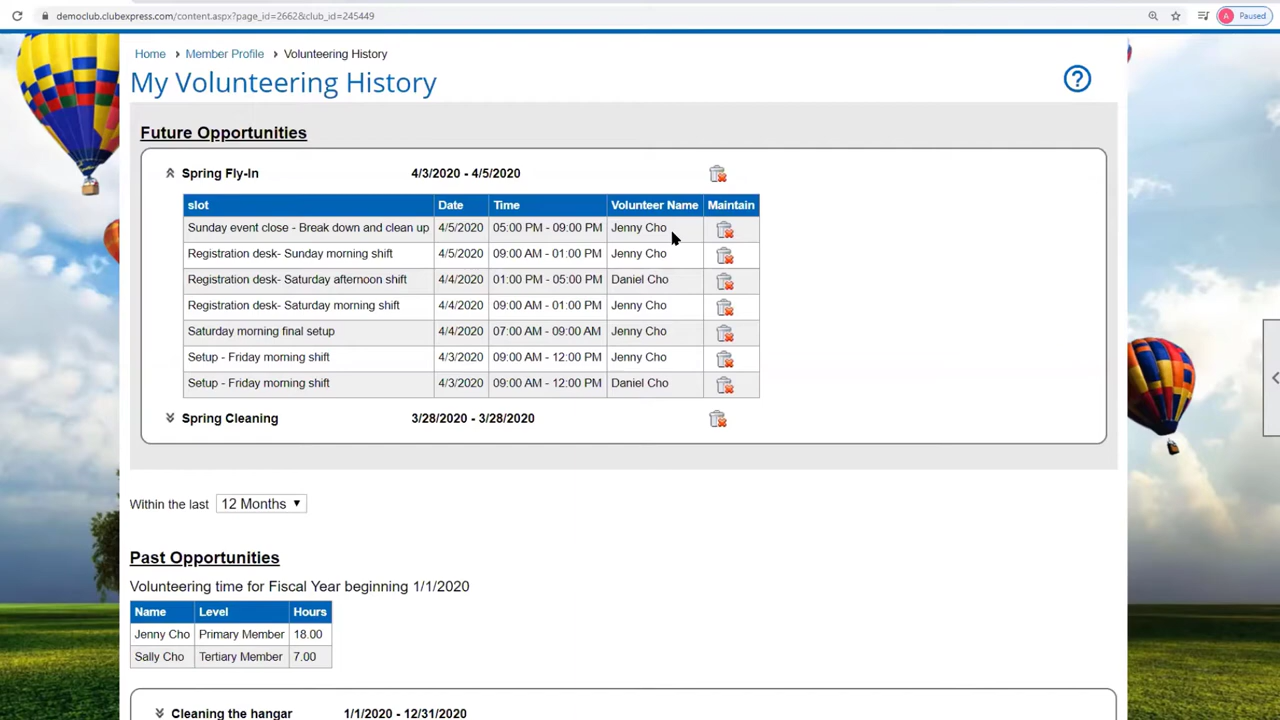 democlub.clubexpress.com/content.aspx?page_id=2662&club_id=245449
A Paused
Home > Member Profile > Volunteering History
My Volunteering History
?
Future Opportunities
Spring Fly-In 4/3/2020 - 4/5/2020
slot Date Time Volunteer Name Maintain
Sunday event close - Break down and clean up 4/5/2020 05:00 PM - 09:00 PM Jenny Cho
Registration desk- Sunday morning shift 4/5/2020 09:00 AM - 01:00 PM Jenny Cho
Registration desk- Saturday afternoon shift 4/4/2020 01:00 PM - 05:00 PM Daniel Cho
Registration desk- Saturday morning shift 4/4/2020 09:00 AM - 01:00 PM Jenny Cho
Saturday morning final setup 4/4/2020 07:00 AM - 09:00 AM Jenny Cho
Setup - Friday morning shift 4/3/2020 09:00 AM - 12:00 PM Jenny Cho
Setup - Friday morning shift 4/3/2020 09:00 AM - 12:00 PM Daniel Cho
Spring Cleaning 3/28/2020 - 3/28/2020
Within the last 12 Months
Past Opportunities
Volunteering time for Fiscal Year beginning 1/1/2020
Name Level Hours
Jenny Cho Primary Member 18.00
Sally Cho Tertiary Member 7.00
Cleaning the hangar 1/1/2020 - 12/31/2020